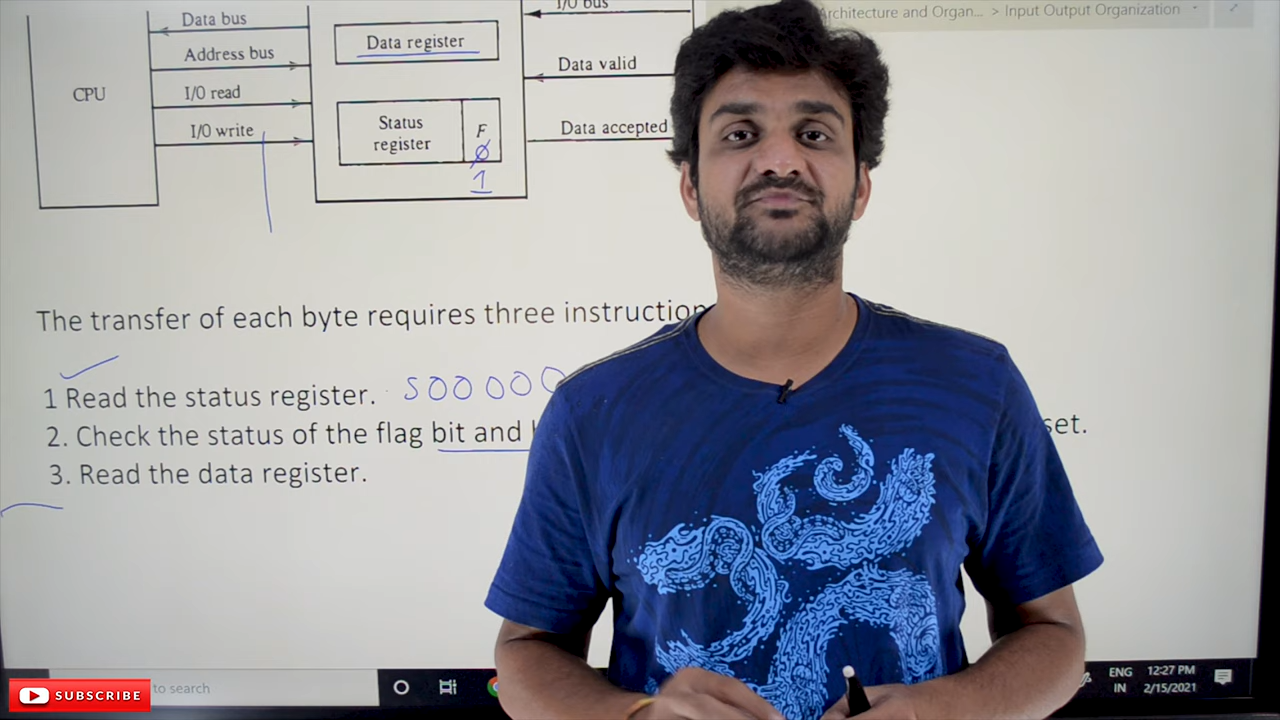 Data bus
Address bus
I/O read
I/O write
CPU
Data register
Status
register
F
0
1
I/O bus
Data valid
Data accepted
Architecture and Organ... > Input Output Organization
The transfer of each byte requires three instruction
1 Read the status register. 500000
2. Check the status of the flag bit and set.
3. Read the data register.
to search
ENG
IN
12:27 PM
2/15/2021
SUBSCRIBE